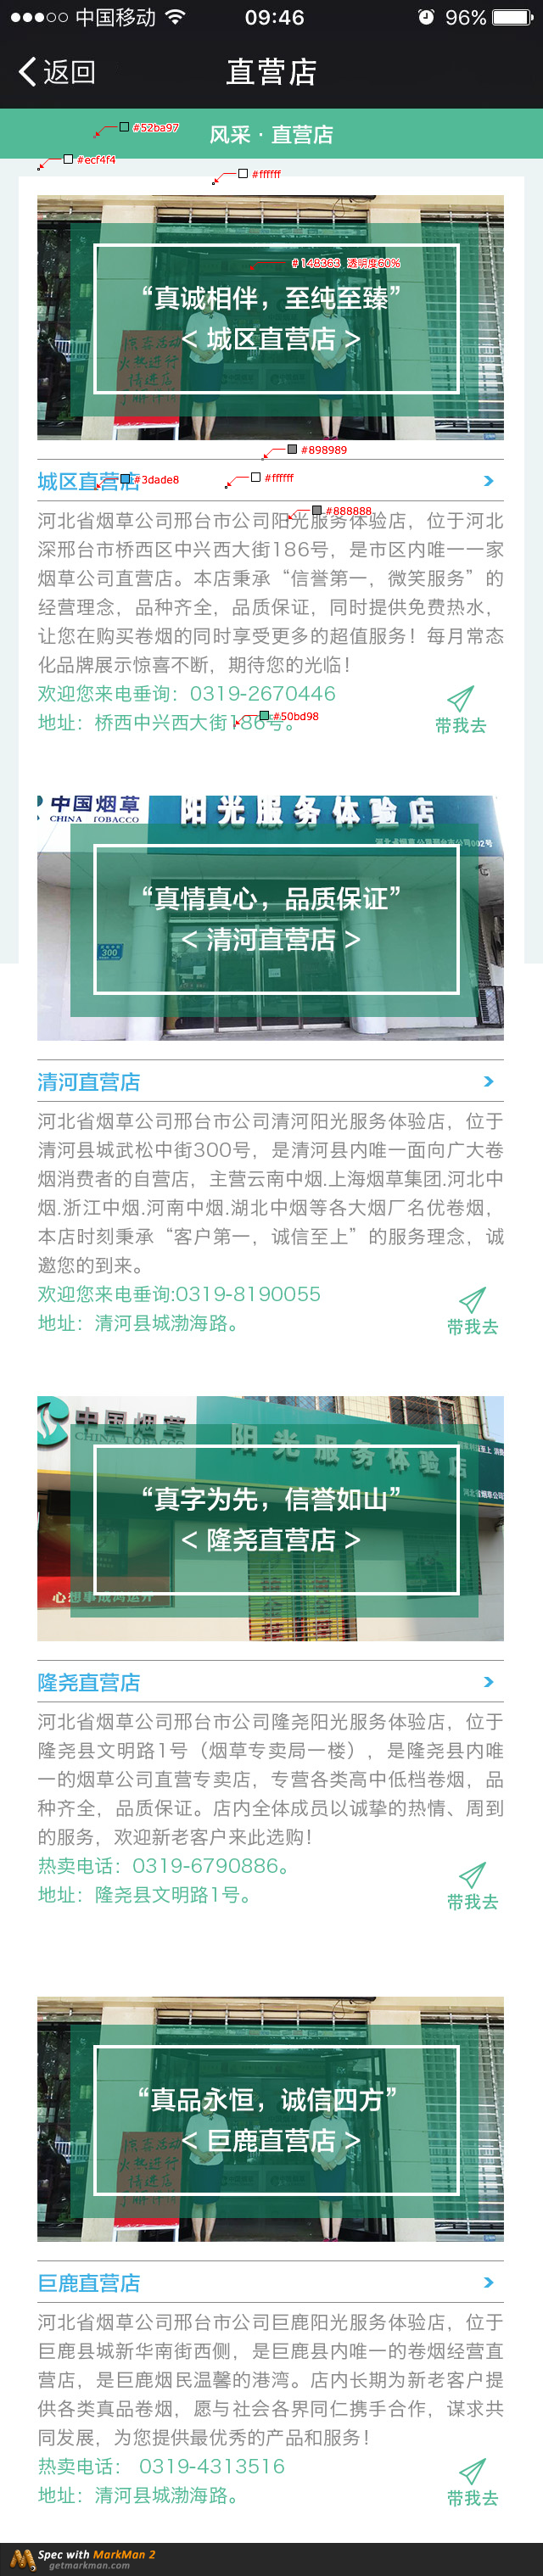 中国移动
09:46
96%
返回
直营店
风采·直营店
#52ba97
#ecf4f4
#ffffff
#148363 透明度60%
“真诚相伴，至纯至臻”
< 城区直营店 >
#898989
城区直营店
#3dade8
#ffffff
#888888
河北省烟草公司邢台市公司阳光服务体验店，位于河北
深邢台市桥西区中兴西大街186号，是市区内唯一一家
烟草公司直营店。本店秉承“信誉第一，微笑服务”的
经营理念，品种齐全，品质保证，同时提供免费热水，
让您在购买卷烟的同时享受更多的超值服务！每月常态
化品牌展示惊喜不断，期待您的光临！
欢迎您来电垂询：0319-2670446
地址：桥西中兴西大街186号。
#50bd98
带我去
中国烟草
CHINA TOBACCO
阳光服务体验店
“真情真心，品质保证”
< 清河直营店 >
300
清河直营店
河北省烟草公司邢台市公司清河阳光服务体验店，位于
清河县城武松中街300号，是清河县内唯一面向广大卷
烟消费者的自营店，主营云南中烟.上海烟草集团.河北中
烟.浙江中烟.河南中烟.湖北中烟等各大烟厂名优卷烟，
本店时刻秉承“客户第一，诚信至上”的服务理念，诚
邀您的到来。
欢迎您来电垂询:0319-8190055
地址：清河县城渤海路。
带我去
中国烟草
CHINA TOBACCO
阳光服务体验店
“真字为先，信誉如山”
< 隆尧直营店 >
心想事成鸿运开
隆尧直营店
河北省烟草公司邢台市公司隆尧阳光服务体验店，位于
隆尧县文明路1号（烟草专卖局一楼），是隆尧县内唯
一的烟草公司直营专卖店，专营各类高中低档卷烟，品
种齐全，品质保证。店内全体成员以诚挚的热情、周到
的服务，欢迎新老客户来此选购！
热卖电话：0319-6790886。
地址：隆尧县文明路1号。
带我去
“真品永恒，诚信四方”
< 巨鹿直营店 >
巨鹿直营店
河北省烟草公司邢台市公司巨鹿阳光服务体验店，位于
巨鹿县城新华南街西侧，是巨鹿县内唯一的卷烟经营直
营店，是巨鹿烟民温馨的港湾。店内长期为新老客户提
供各类真品卷烟，愿与社会各界同仁携手合作，谋求共
同发展，为您提供最优秀的产品和服务！
热卖电话： 0319-4313516
地址：清河县城渤海路。
带我去
Spec with MarkMan 2
getmarkman.com